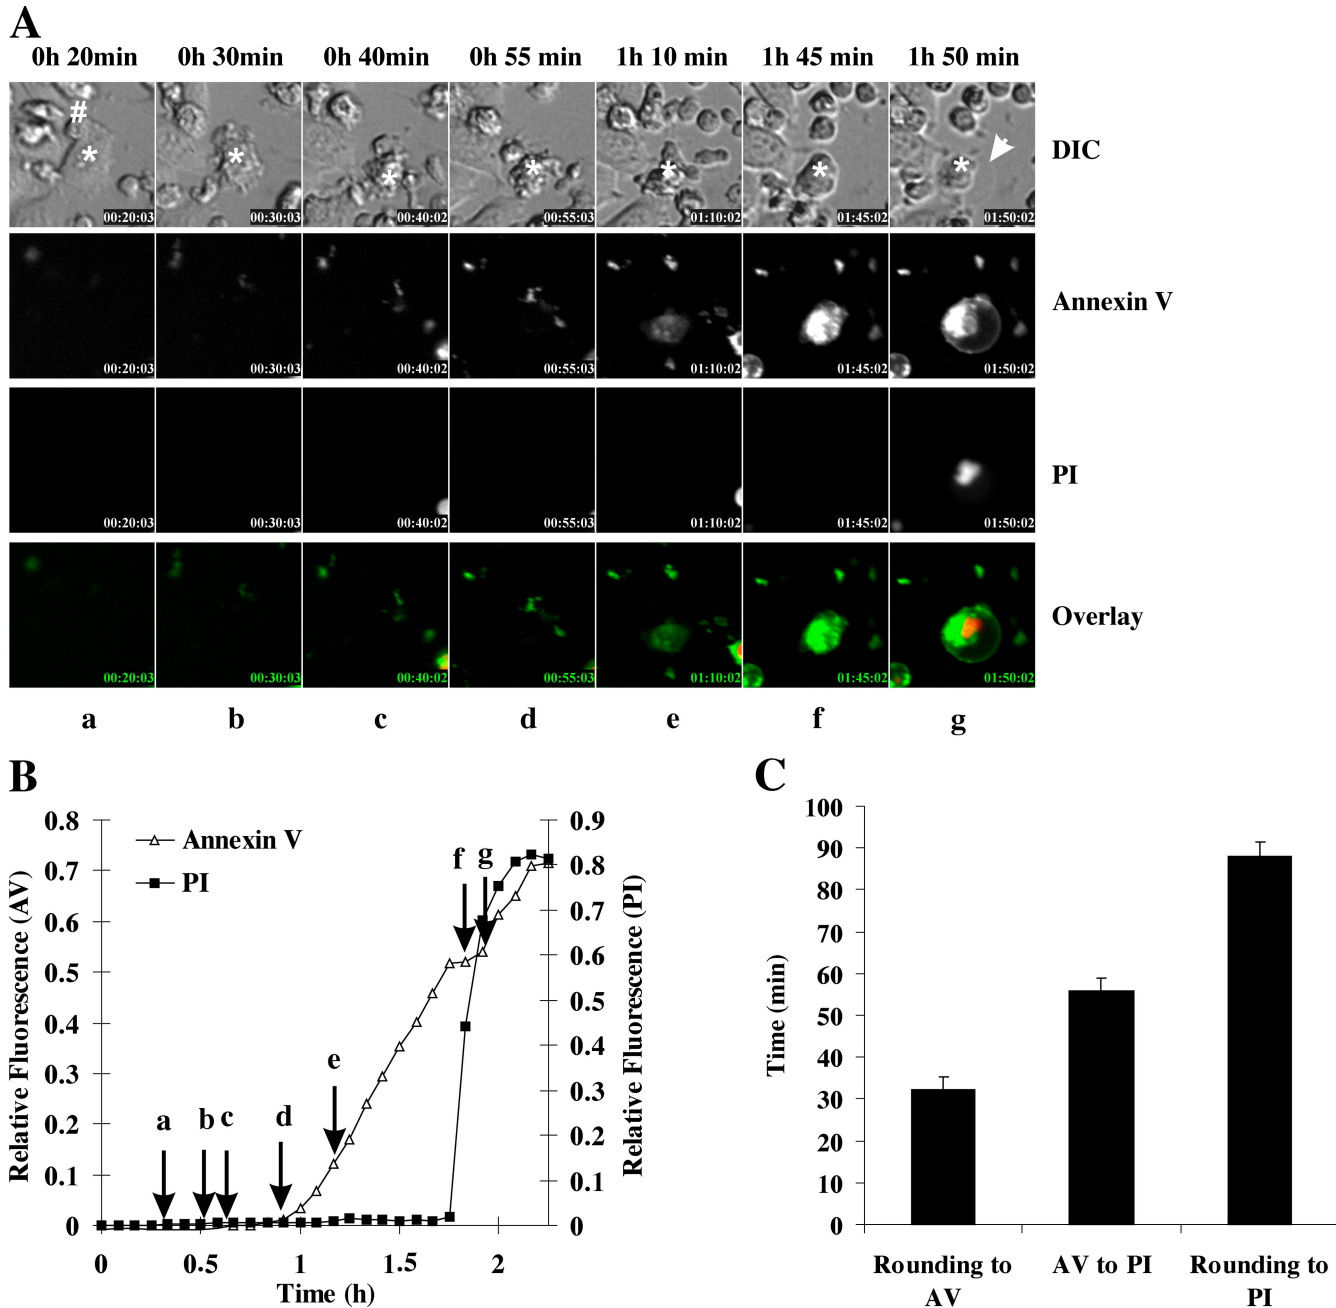 A
0h 20min 0h 30min 0h 40min 0h 55 min 1h 10 min 1h 45 min 1h 50 min
# * * * * * * *
DIC
00:20:03 00:30:03 00:40:02 00:55:03 01:10:02 01:45:02 01:50:02
Annexin V
00:20:03 00:30:03 00:40:02 00:55:03 01:10:02 01:45:02 01:50:02
PI
00:20:03 00:30:03 00:40:02 00:55:03 01:10:02 01:45:02 01:50:02
Overlay
00:20:03 00:30:03 00:40:02 00:55:03 01:10:02 01:45:02 01:50:02
a b c d e f g
B
Relative Fluorescence (AV)
0.8
0.7
0.6
0.5
0.4
0.3
0.2
0.1
0
Annexin V
PI
a b c d e f g
0.9
0.8
0.7
0.6
0.5
0.4
0.3
0.2
0.1
0
Relative Fluorescence (PI)
0 0.5 1 1.5 2
Time (h)
C
Time (min)
100
90
80
70
60
50
40
30
20
10
0
Rounding to AV
AV to PI
Rounding to PI